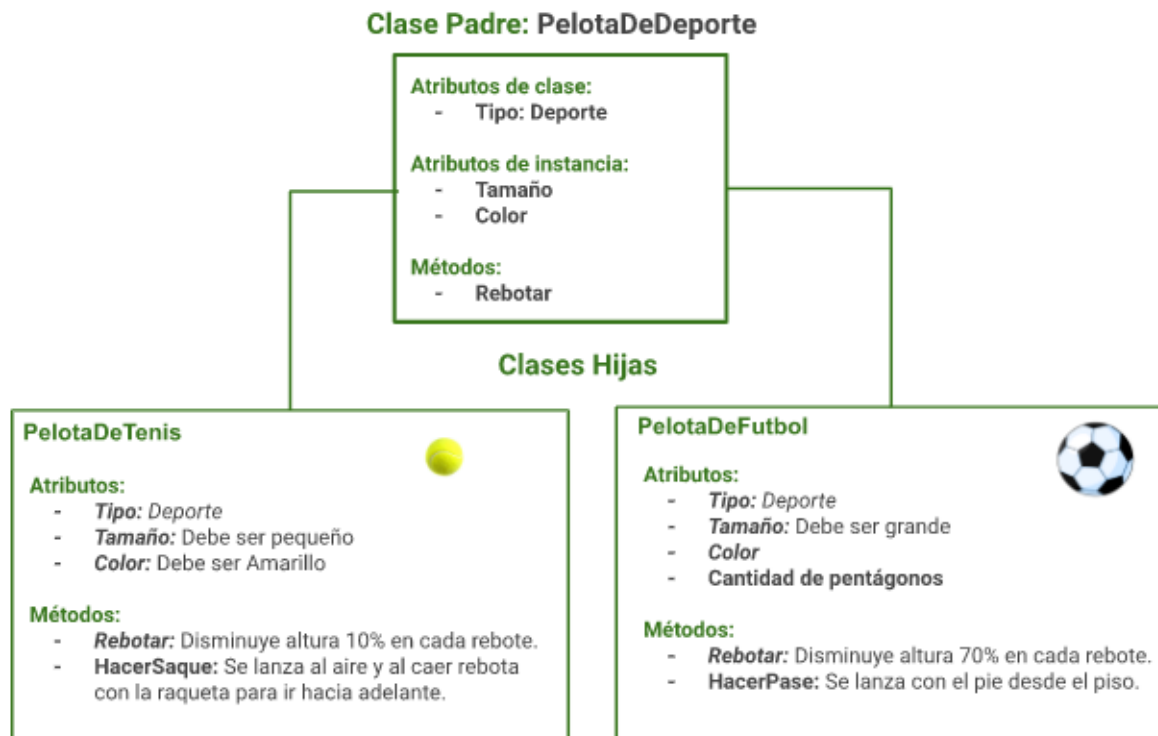 Clase Padre: PelotaDeDeporte
Atributos de clase:
- Tipo: Deporte
Atributos de instancia:
- Tamaño
- Color
Métodos:
- Rebotar
Clases Hijas
PelotaDeTenis
Atributos:
- Tipo: Deporte
- Tamaño: Debe ser pequeño
- Color: Debe ser Amarillo
Métodos:
- Rebotar: Disminuye altura 10% en cada rebote.
- HacerSaque: Se lanza al aire y al caer rebota
con la raqueta para ir hacia adelante.
PelotaDeFutbol
Atributos:
- Tipo: Deporte
- Tamaño: Debe ser grande
- Color
- Cantidad de pentágonos
Métodos:
- Rebotar: Disminuye altura 70% en cada rebote.
- HacerPase: Se lanza con el pie desde el piso.